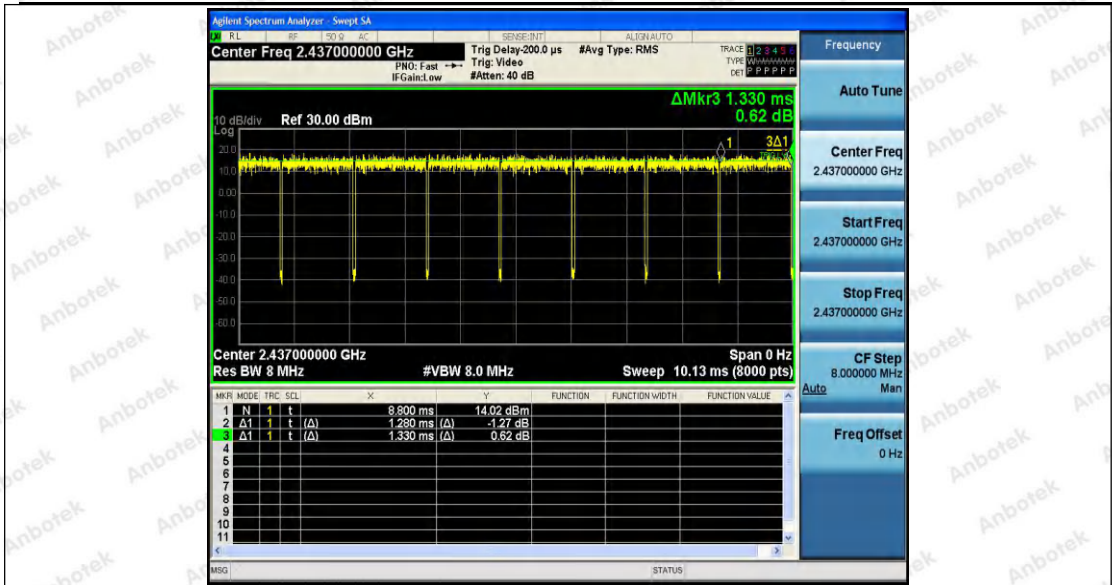 Agilent Spectrum Analyzer - Swept SA
RL RF 50 Ω AC SENSE:INT ALIGNAUTO
Center Freq 2.437000000 GHz
PNO: Fast
IFGain:Low
Trig Delay-200.0 µs
Trig: Video
#Atten: 40 dB
#Avg Type: RMS
TRACE 1 2 3 4 5 6
TYPE
DET P P P P P P
ΔMkr3 1.330 ms
0.62 dB
10 dB/div
Log
Ref 30.00 dBm
20.0
10.0
0.00
-10.0
-20.0
-30.0
-40.0
-50.0
-60.0
1
3Δ1
Center 2.437000000 GHz
Span 0 Hz
Res BW 8 MHz
#VBW 8.0 MHz
Sweep 10.13 ms (8000 pts)
MKR MODE TRC SCL X Y FUNCTION FUNCTION WIDTH FUNCTION VALUE
1 N 1 t 8.800 ms 14.02 dBm
2 Δ1 1 t (Δ) 1.280 ms (Δ) -1.27 dB
3 Δ1 1 t (Δ) 1.330 ms (Δ) 0.62 dB
4
5
6
7
8
9
10
11
MSG
STATUS
Frequency
Auto Tune
Center Freq
2.437000000 GHz
Start Freq
2.437000000 GHz
Stop Freq
2.437000000 GHz
CF Step
8.000000 MHz
Auto Man
Freq Offset
0 Hz
Anbotek